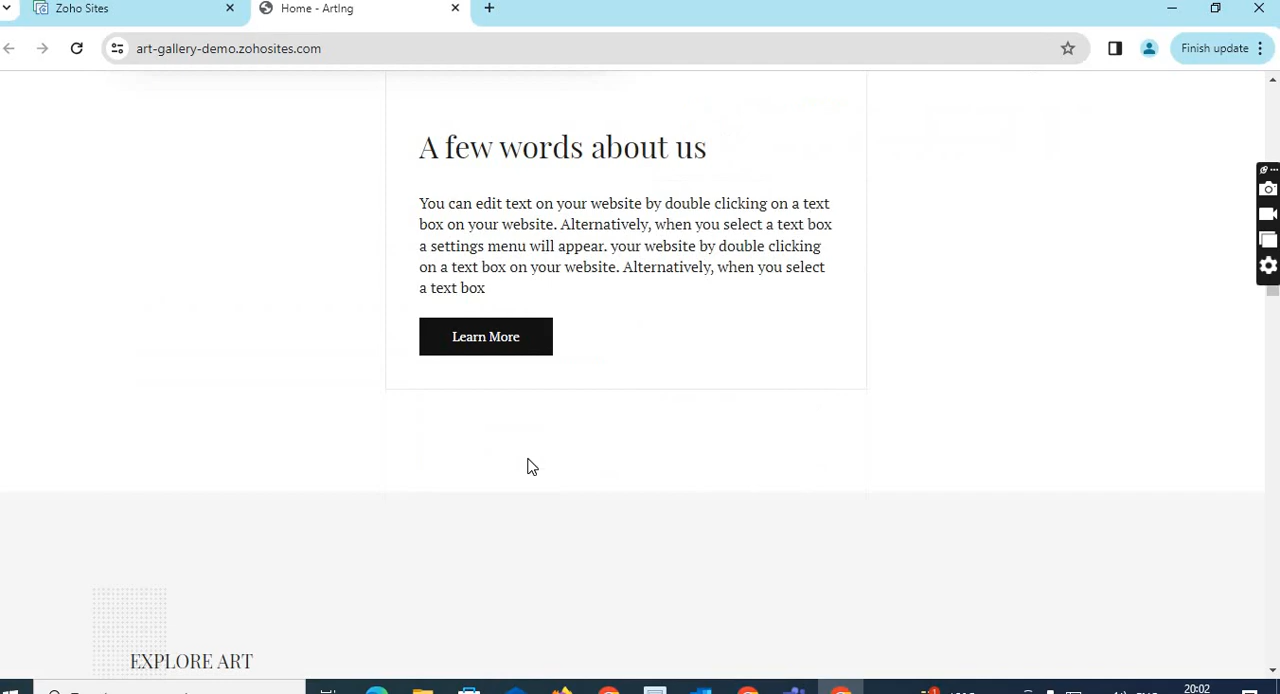 Zoho Sites
Home - ArtIng
art-gallery-demo.zohosites.com
Finish update
A few words about us
You can edit text on your website by double clicking on a text
box on your website. Alternatively, when you select a text box
a settings menu will appear. your website by double clicking
on a text box on your website. Alternatively, when you select
a text box
Learn More
EXPLORE ART
20:02